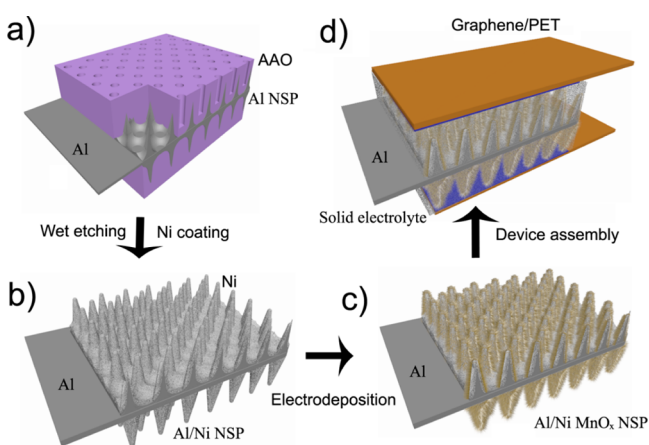 a)
AAO
Al NSP
Al
Wet etching Ni coating
b)
Ni
Al
Al/Ni NSP
Electrodeposition
c)
Al
Al/Ni MnOₓ NSP
Device assembly
d)
Graphene/PET
Al
Solid electrolyte